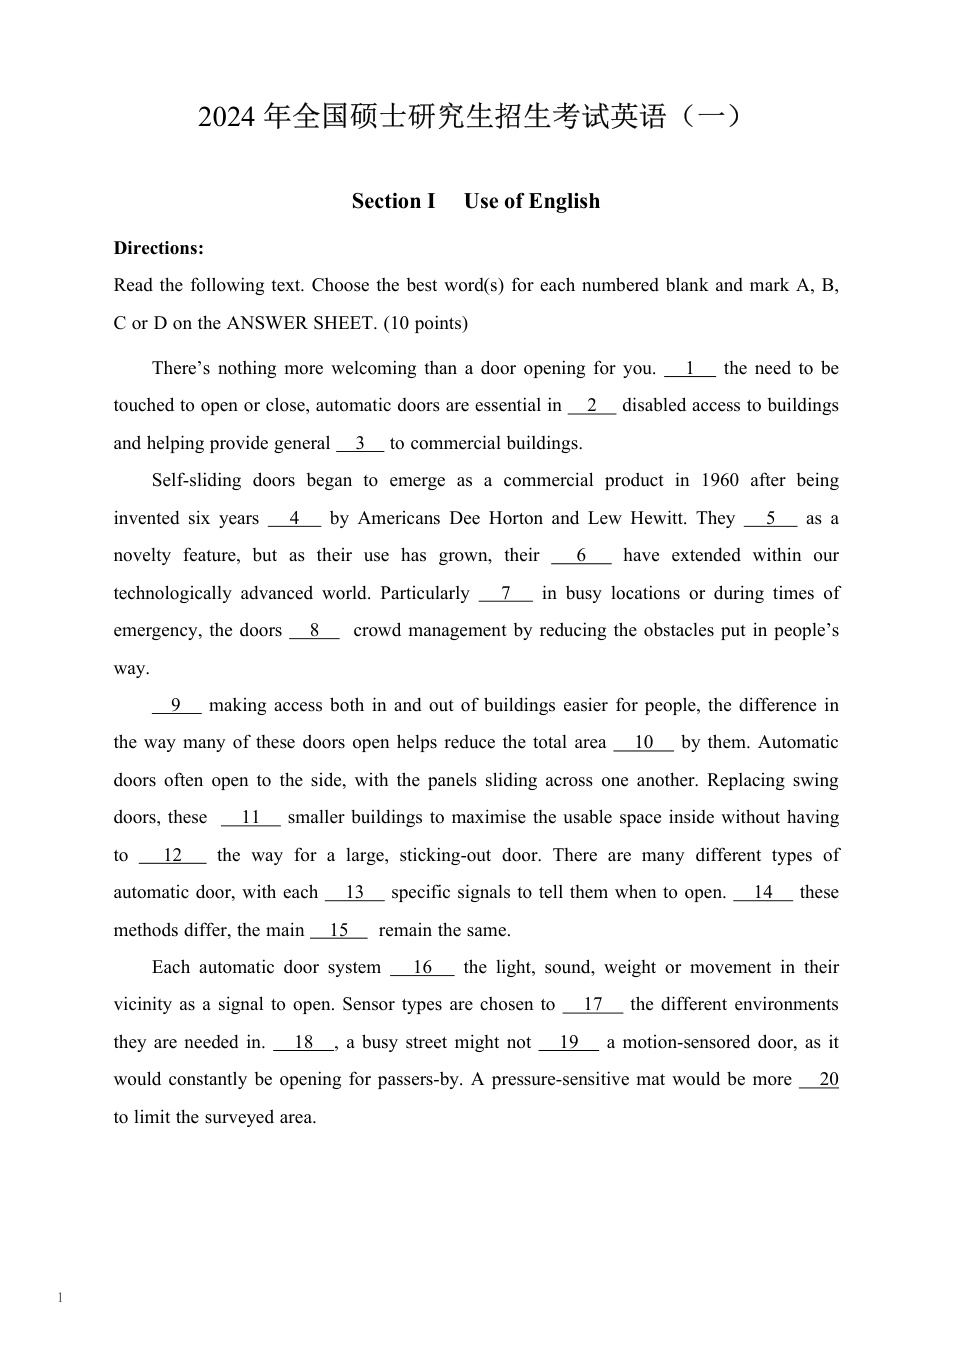 2024 年全国硕士研究生招生考试英语（一）
Section I Use of English
Directions:
Read the following text. Choose the best word(s) for each numbered blank and mark A, B,
C or D on the ANSWER SHEET. (10 points)
There’s nothing more welcoming than a door opening for you. 1 the need to be
touched to open or close, automatic doors are essential in 2 disabled access to buildings
and helping provide general 3 to commercial buildings.
Self-sliding doors began to emerge as a commercial product in 1960 after being
invented six years 4 by Americans Dee Horton and Lew Hewitt. They 5 as a
novelty feature, but as their use has grown, their 6 have extended within our
technologically advanced world. Particularly 7 in busy locations or during times of
emergency, the doors 8 crowd management by reducing the obstacles put in people’s
way.
9 making access both in and out of buildings easier for people, the difference in
the way many of these doors open helps reduce the total area 10 by them. Automatic
doors often open to the side, with the panels sliding across one another. Replacing swing
doors, these 11 smaller buildings to maximise the usable space inside without having
to 12 the way for a large, sticking-out door. There are many different types of
automatic door, with each 13 specific signals to tell them when to open. 14 these
methods differ, the main 15 remain the same.
Each automatic door system 16 the light, sound, weight or movement in their
vicinity as a signal to open. Sensor types are chosen to 17 the different environments
they are needed in. 18 , a busy street might not 19 a motion-sensored door, as it
would constantly be opening for passers-by. A pressure-sensitive mat would be more 20
to limit the surveyed area.
1